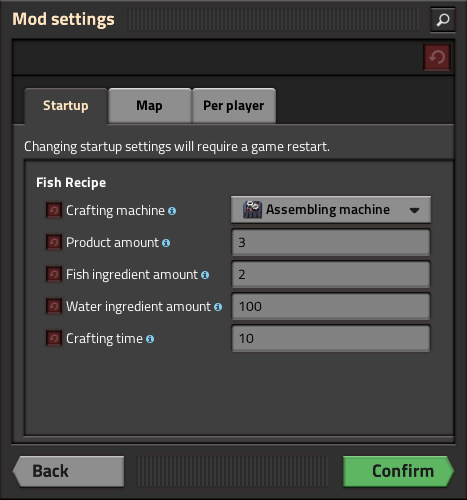 Mod settings
Startup Map Per player
Changing startup settings will require a game restart.
Fish Recipe
Crafting machine Assembling machine
Product amount 3
Fish ingredient amount 2
Water ingredient amount 100
Crafting time 10
Back Confirm